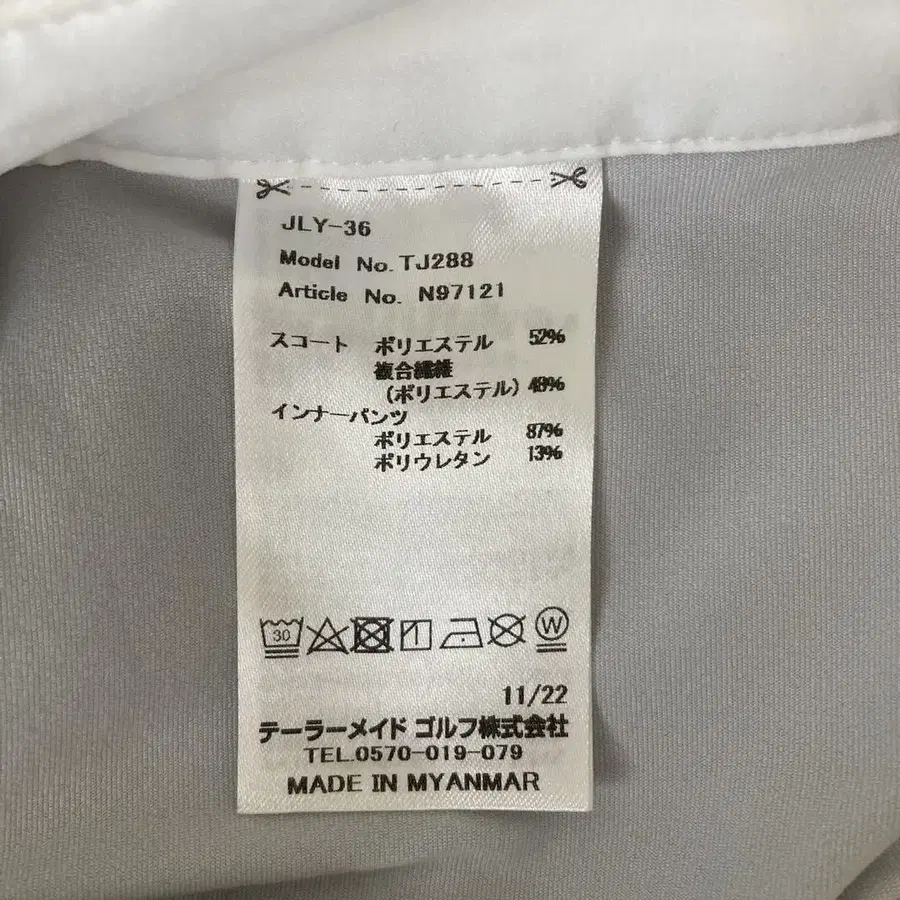 JLY-36
Model No. TJ288
Article No. N97121
スコート ポリエステル 52%
複合繊維
(ポリエステル) 48%
インナーパンツ
ポリエステル 87%
ポリウレタン 13%
30 W
11/22
テーラーメイド ゴルフ株式会社
TEL.0570-019-079
MADE IN MYANMAR